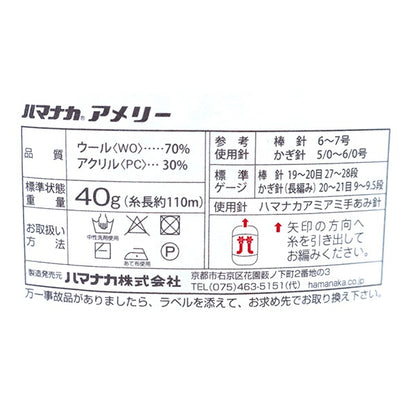 ハマナカ® アメリー
品質 ウール〈WO〉……70%
アクリル〈PC〉…30%
標準状態重量 40g(糸長約110m)
お取扱い方法
中性洗剤使用
あて布使用
参考使用針 棒針 6〜7号
かぎ針 5/0〜6/0号
標準ゲージ 棒針 19〜20目27〜28段
かぎ針(長編み) 20〜21目9〜9.5段
使用針 ハマナカアミアミ手あみ針
矢印の方向へ
糸を引き出して
お編みください。
製造発売元 ハマナカ株式会社
京都市右京区花園薮ノ下町2番地の3
TEL(075)463-5151(代) hamanaka.co.jp
万一事故品がありましたら、ラベルを添えて、お求め先でお取り換え下さい。